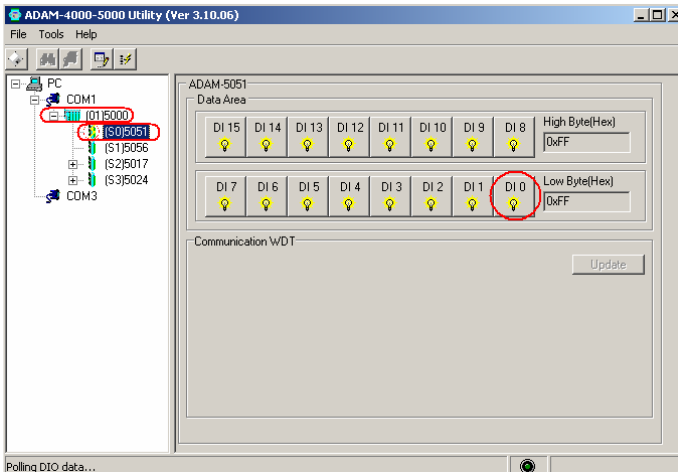 ADAM-4000-5000 Utility (Ver 3.10.06)
File Tools Help
PC
COM1
(01)5000
(S0)5051
(S1)5056
(S2)5017
(S3)5024
COM3
ADAM-5051
Data Area
DI 15 DI 14 DI 13 DI 12 DI 11 DI 10 DI 9 DI 8 High Byte(Hex)
0xFF
DI 7 DI 6 DI 5 DI 4 DI 3 DI 2 DI 1 DI 0 Low Byte(Hex)
0xFF
Communication WDT
Update
Polling DIO data...